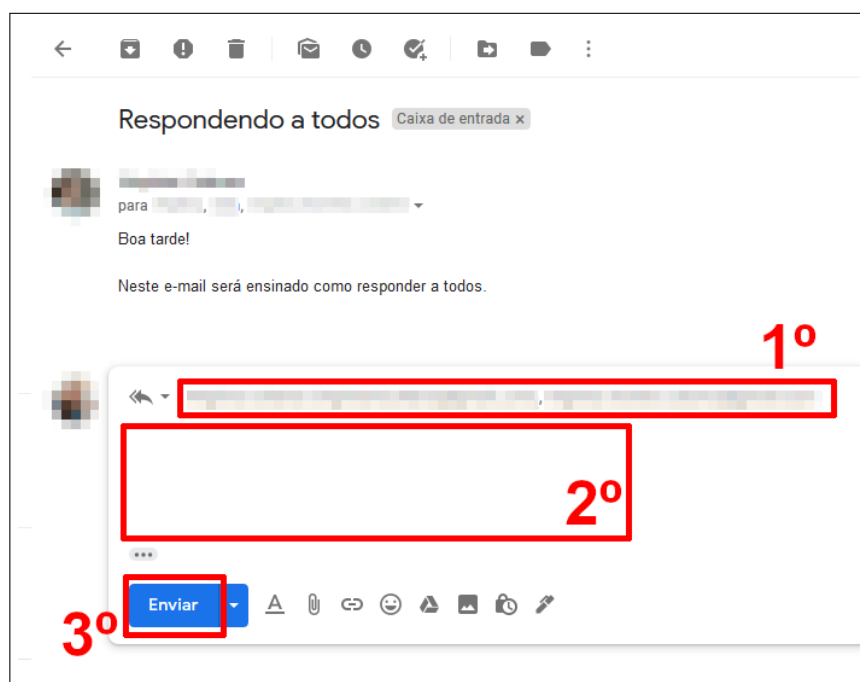 Respondendo a todos Caixa de entrada x
para
Boa tarde!
Neste e-mail será ensinado como responder a todos.
1º
2º
3º
Enviar